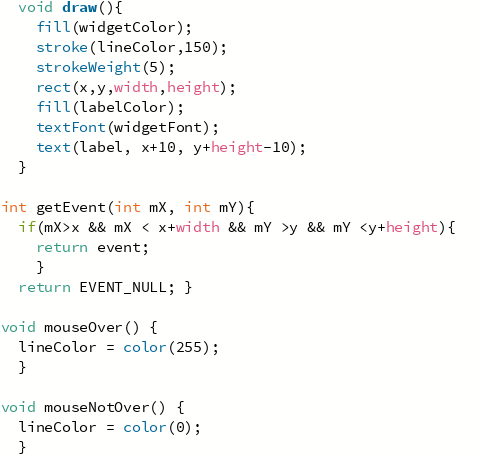 void draw(){
fill(widgetColor);
stroke(lineColor,150);
strokeWeight(5);
rect(x,y,width,height);
fill(labelColor);
textFont(widgetFont);
text(label, x+10, y+height-10);
}
int getEvent(int mX, int mY){
if(mX>x && mX < x+width && mY >y && mY <y+height){
return event;
}
return EVENT_NULL; }
void mouseOver() {
lineColor = color(255);
}
void mouseNotOver() {
lineColor = color(0);
}